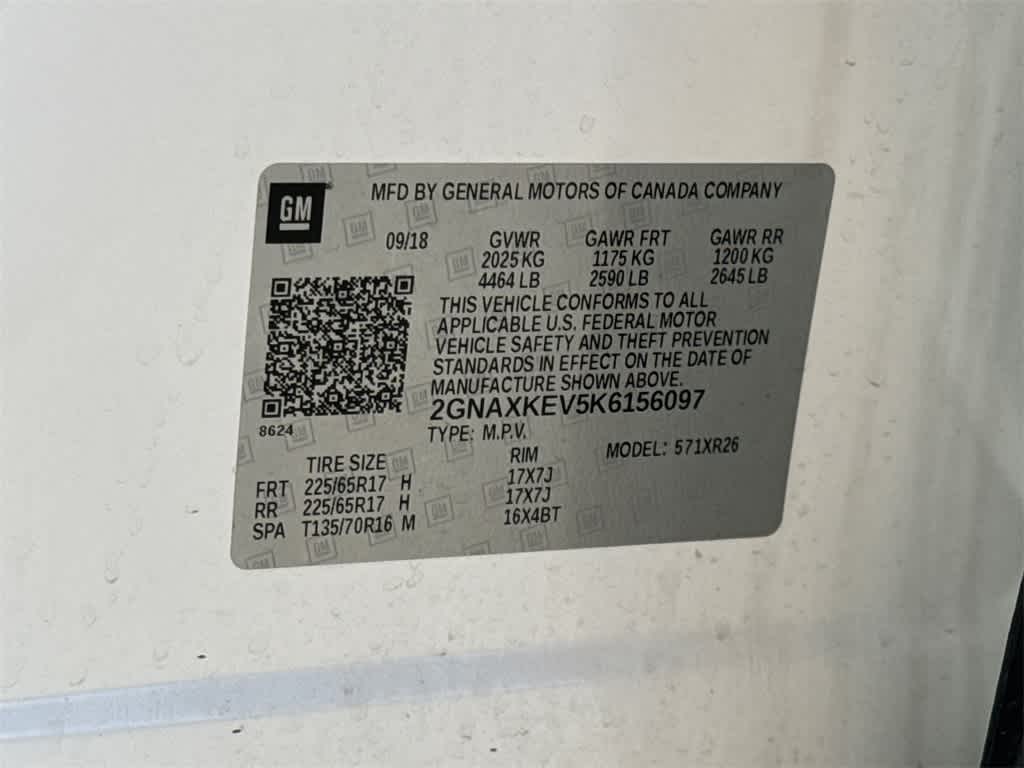 GM
MFD BY GENERAL MOTORS OF CANADA COMPANY
09/18 GVWR GAWR FRT GAWR RR
2025 KG 1175 KG 1200 KG
4464 LB 2590 LB 2645 LB
THIS VEHICLE CONFORMS TO ALL
APPLICABLE U.S. FEDERAL MOTOR
VEHICLE SAFETY AND THEFT PREVENTION
STANDARDS IN EFFECT ON THE DATE OF
MANUFACTURE SHOWN ABOVE.
2GNAXKEV5K6156097
8624 TYPE: M.P.V. MODEL: 571XR26
TIRE SIZE RIM
FRT 225/65R17 H 17X7J
RR 225/65R17 H 17X7J
SPA T135/70R16 M 16X4BT